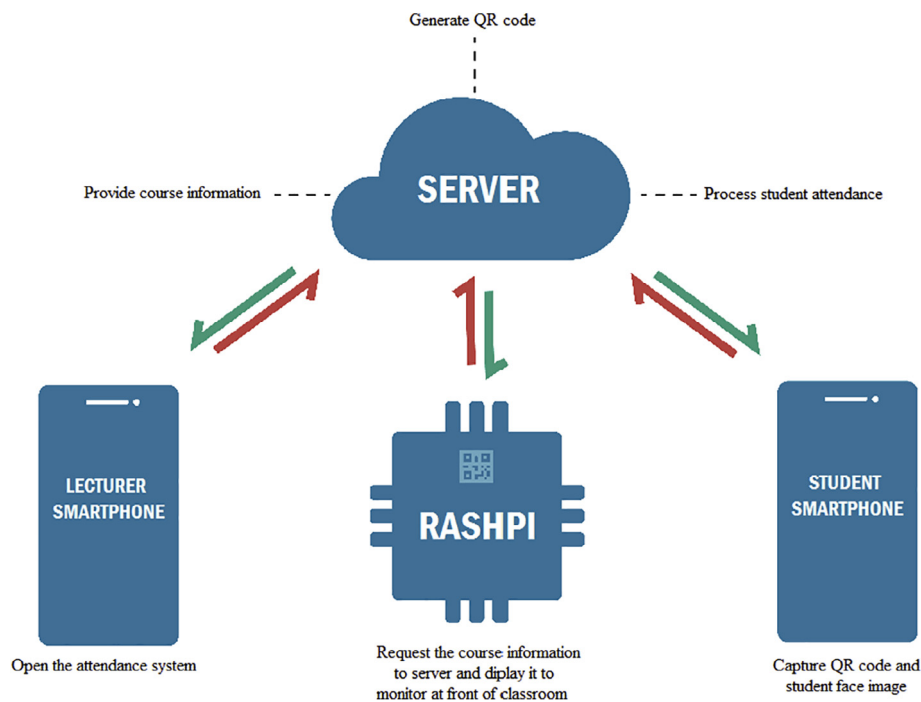 Generate QR code
SERVER
Provide course information
Process student attendance
LECTURER
SMARTPHONE
RASHPI
STUDENT
SMARTPHONE
Open the attendance system
Request the course information
to server and diplay it to
monitor at front of classroom
Capture QR code and
student face image